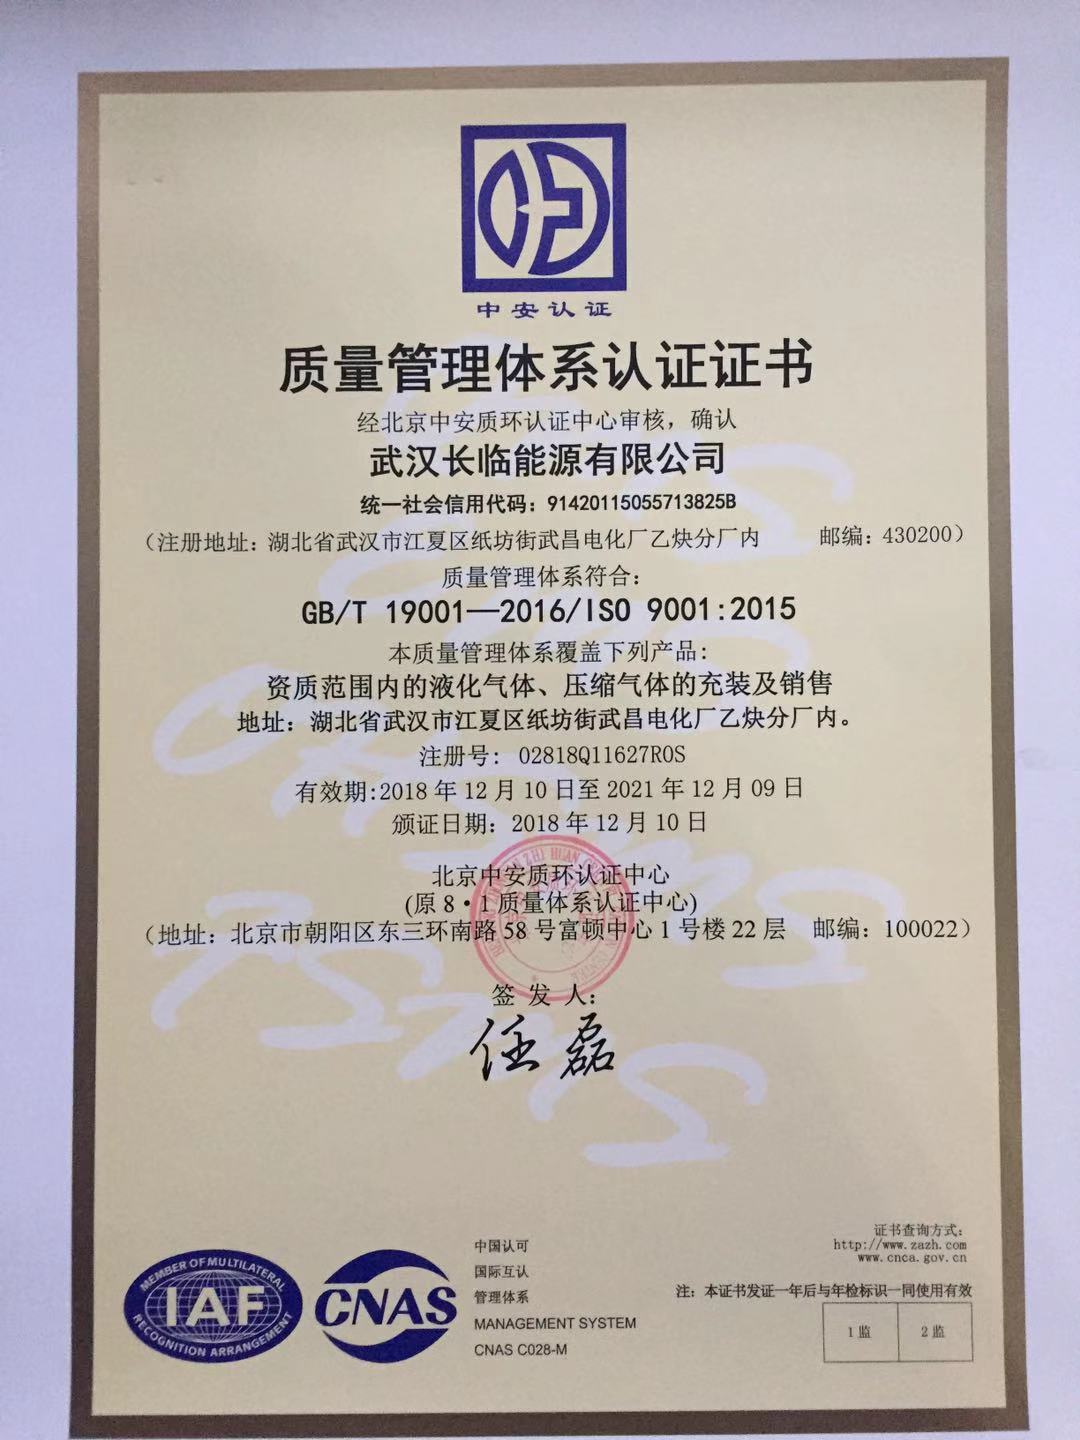 中安认证
质量管理体系认证证书
经北京中安质环认证中心审核，确认
武汉长临能源有限公司
统一社会信用代码：91420115055713825B
（注册地址：湖北省武汉市江夏区纸坊街武昌电化厂乙炔分厂内 邮编：430200）
质量管理体系符合：
GB/T 19001—2016/ISO 9001:2015
本质量管理体系覆盖下列产品：
资质范围内的液化气体、压缩气体的充装及销售
地址：湖北省武汉市江夏区纸坊街武昌电化厂乙炔分厂内。
注册号: 02818Q11627R0S
有效期:2018 年 12 月 10 日至 2021 年 12 月 09 日
颁证日期：2018 年 12 月 10 日
北京中安质环认证中心
(原 8·1 质量体系认证中心)
（地址：北京市朝阳区东三环南路 58 号富顿中心 1 号楼 22 层 邮编：100022）
签 发 人：
任磊
MEMBER OF MULTILATERAL
IAF
RECOGNITION ARRANGEMENT
CNAS
中国认可
国际互认
管理体系
MANAGEMENT SYSTEM
CNAS C028-M
证书查询方式:
http://www.zazh.com
www.cnca.gov.cn
注：本证书发证一年后与年检标识一同使用有效
1 监 2 监